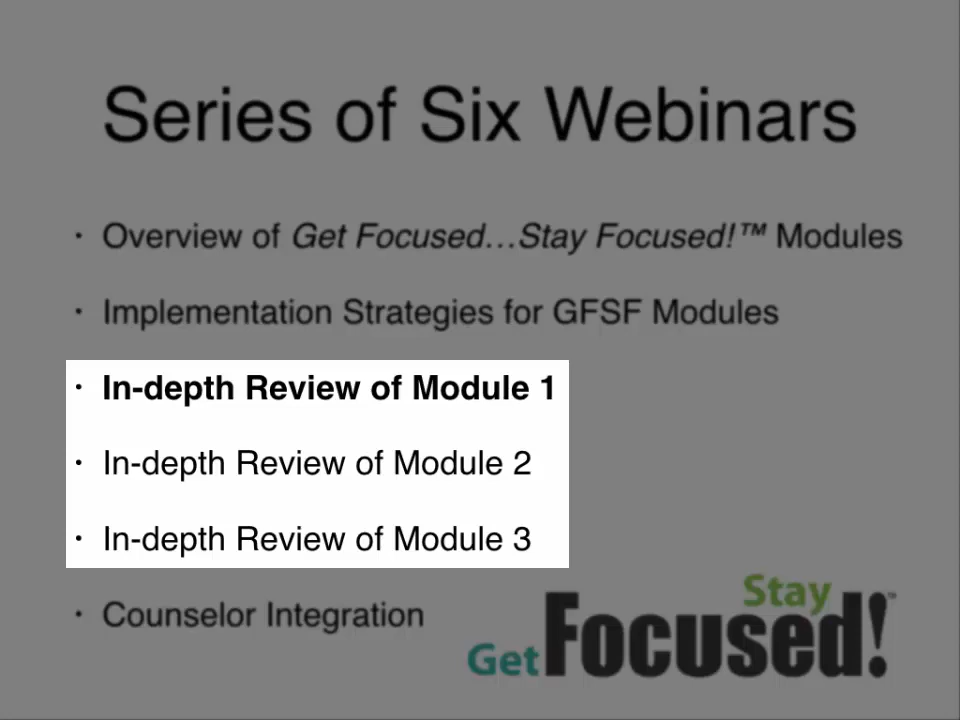 Series of Six Webinars
· Overview of Get Focused…Stay Focused!™ Modules
· Implementation Strategies for GFSF Modules
· In-depth Review of Module 1
· In-depth Review of Module 2
· In-depth Review of Module 3
· Counselor Integration
Stay
Get Focused!™